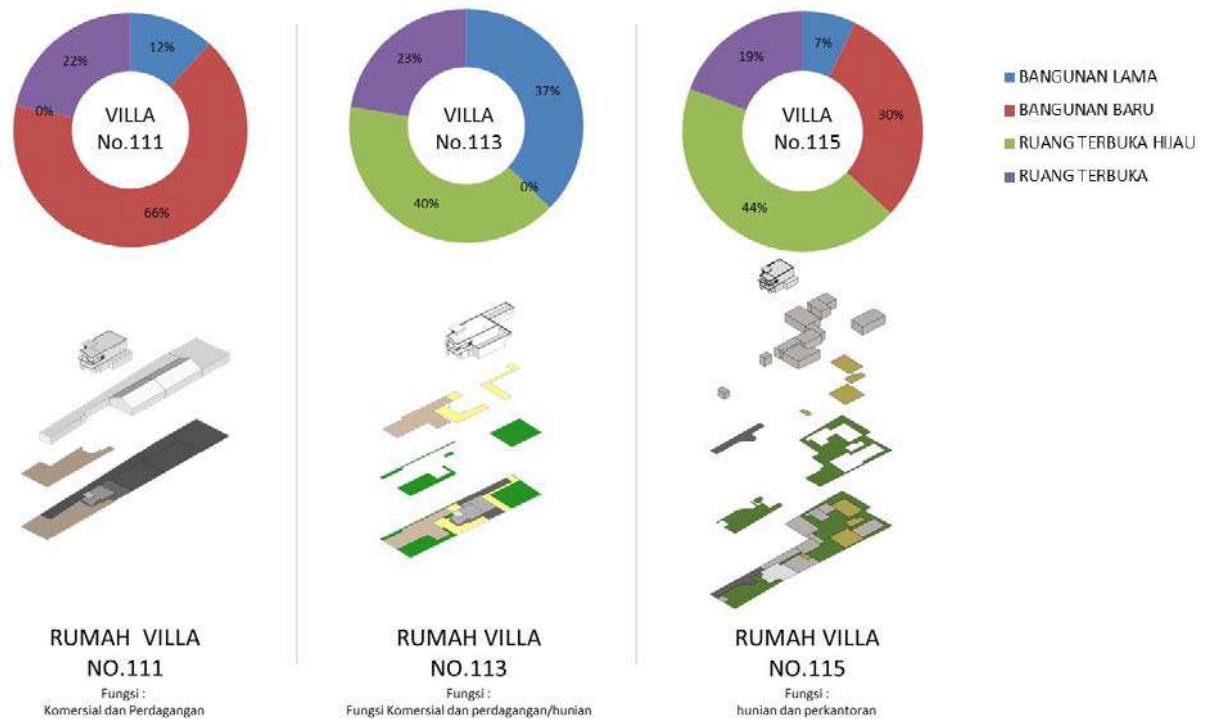 12%
22%
0%
66%
VILLA
No.111
37%
23%
0%
40%
VILLA
No.113
7%
19%
30%
44%
VILLA
No.115
BANGUNAN LAMA
BANGUNAN BARU
RUANG TERBUKA HIJAU
RUANG TERBUKA
RUMAH VILLA
NO.111
Fungsi :
Komersial dan Perdagangan
RUMAH VILLA
NO.113
Fungsi :
Fungsi Komersial dan perdagangan/hunian
RUMAH VILLA
NO.115
Fungsi :
hunian dan perkantoran